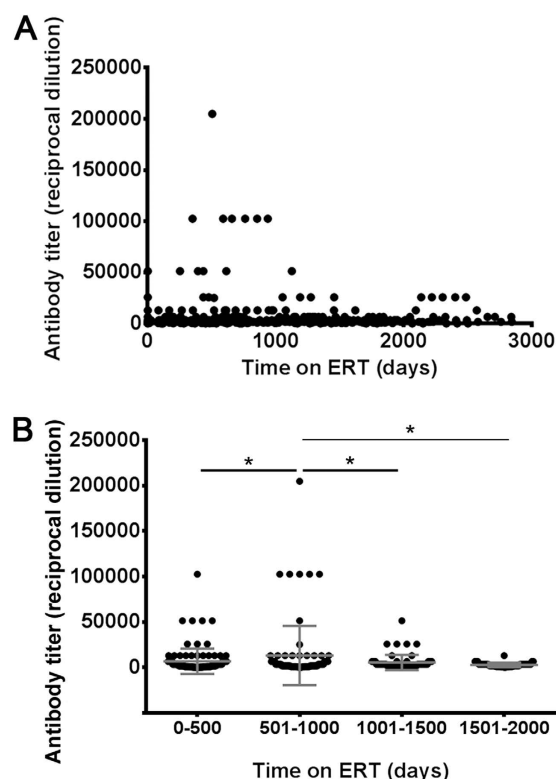 A
Antibody titer (reciprocal dilution)
250000
200000
150000
100000
50000
0
0 1000 2000 3000
Time on ERT (days)
B
Antibody titer (reciprocal dilution)
250000
200000
150000
100000
50000
0
*
* *
0-500 501-1000 1001-1500 1501-2000
Time on ERT (days)